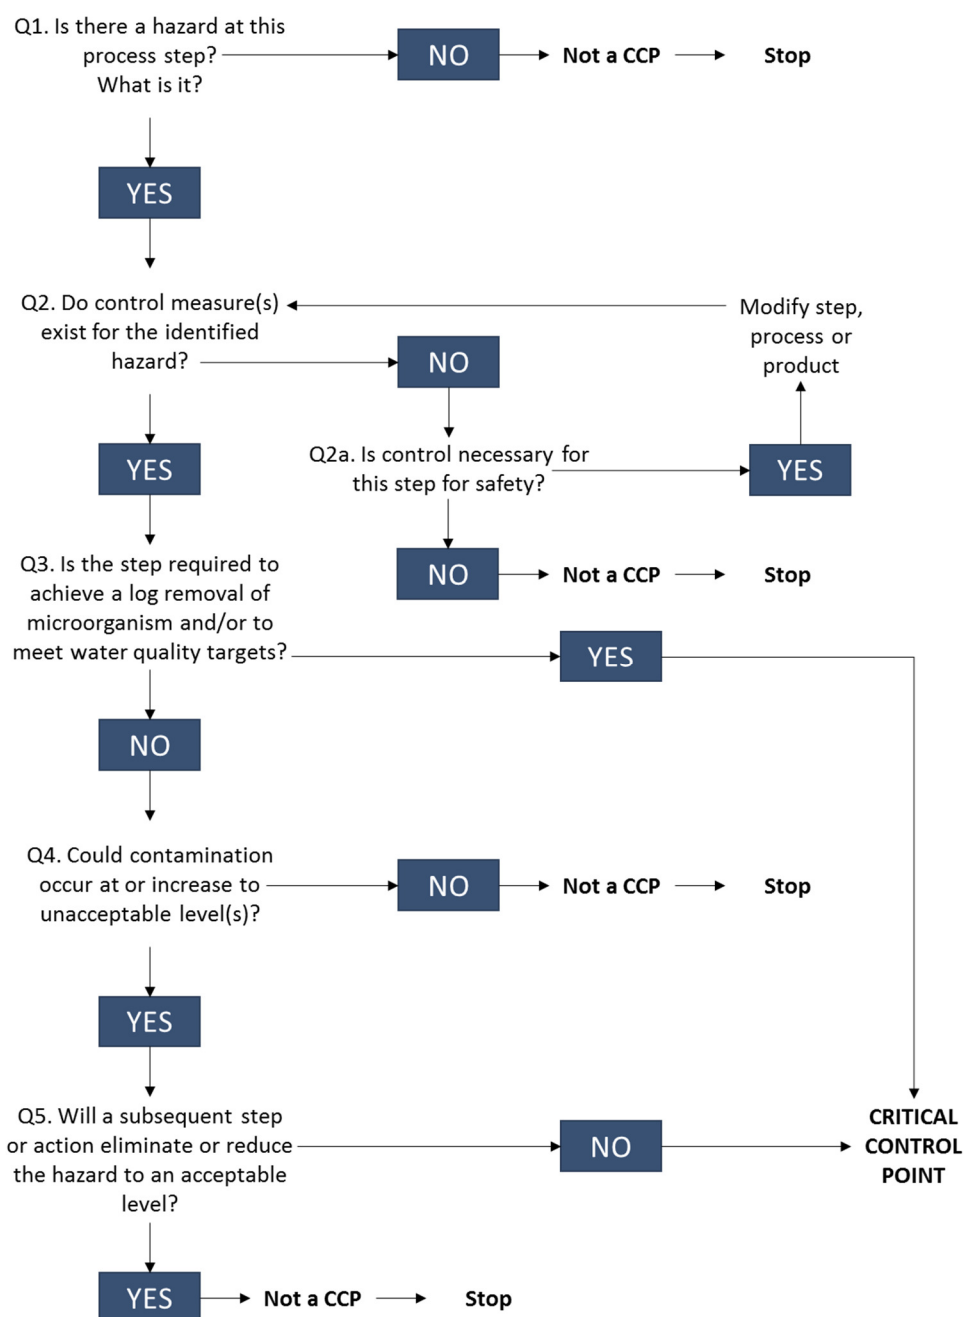 Q1. Is there a hazard at this
process step?
What is it?
NO
Not a CCP
Stop
YES
Q2. Do control measure(s)
exist for the identified
hazard?
NO
Modify step,
process or
product
YES
Q2a. Is control necessary for
this step for safety?
YES
NO
Not a CCP
Stop
Q3. Is the step required to
achieve a log removal of
microorganism and/or to
meet water quality targets?
YES
NO
Q4. Could contamination
occur at or increase to
unacceptable level(s)?
NO
Not a CCP
Stop
YES
Q5. Will a subsequent step
or action eliminate or reduce
the hazard to an acceptable
level?
NO
CRITICAL
CONTROL
POINT
YES
Not a CCP
Stop